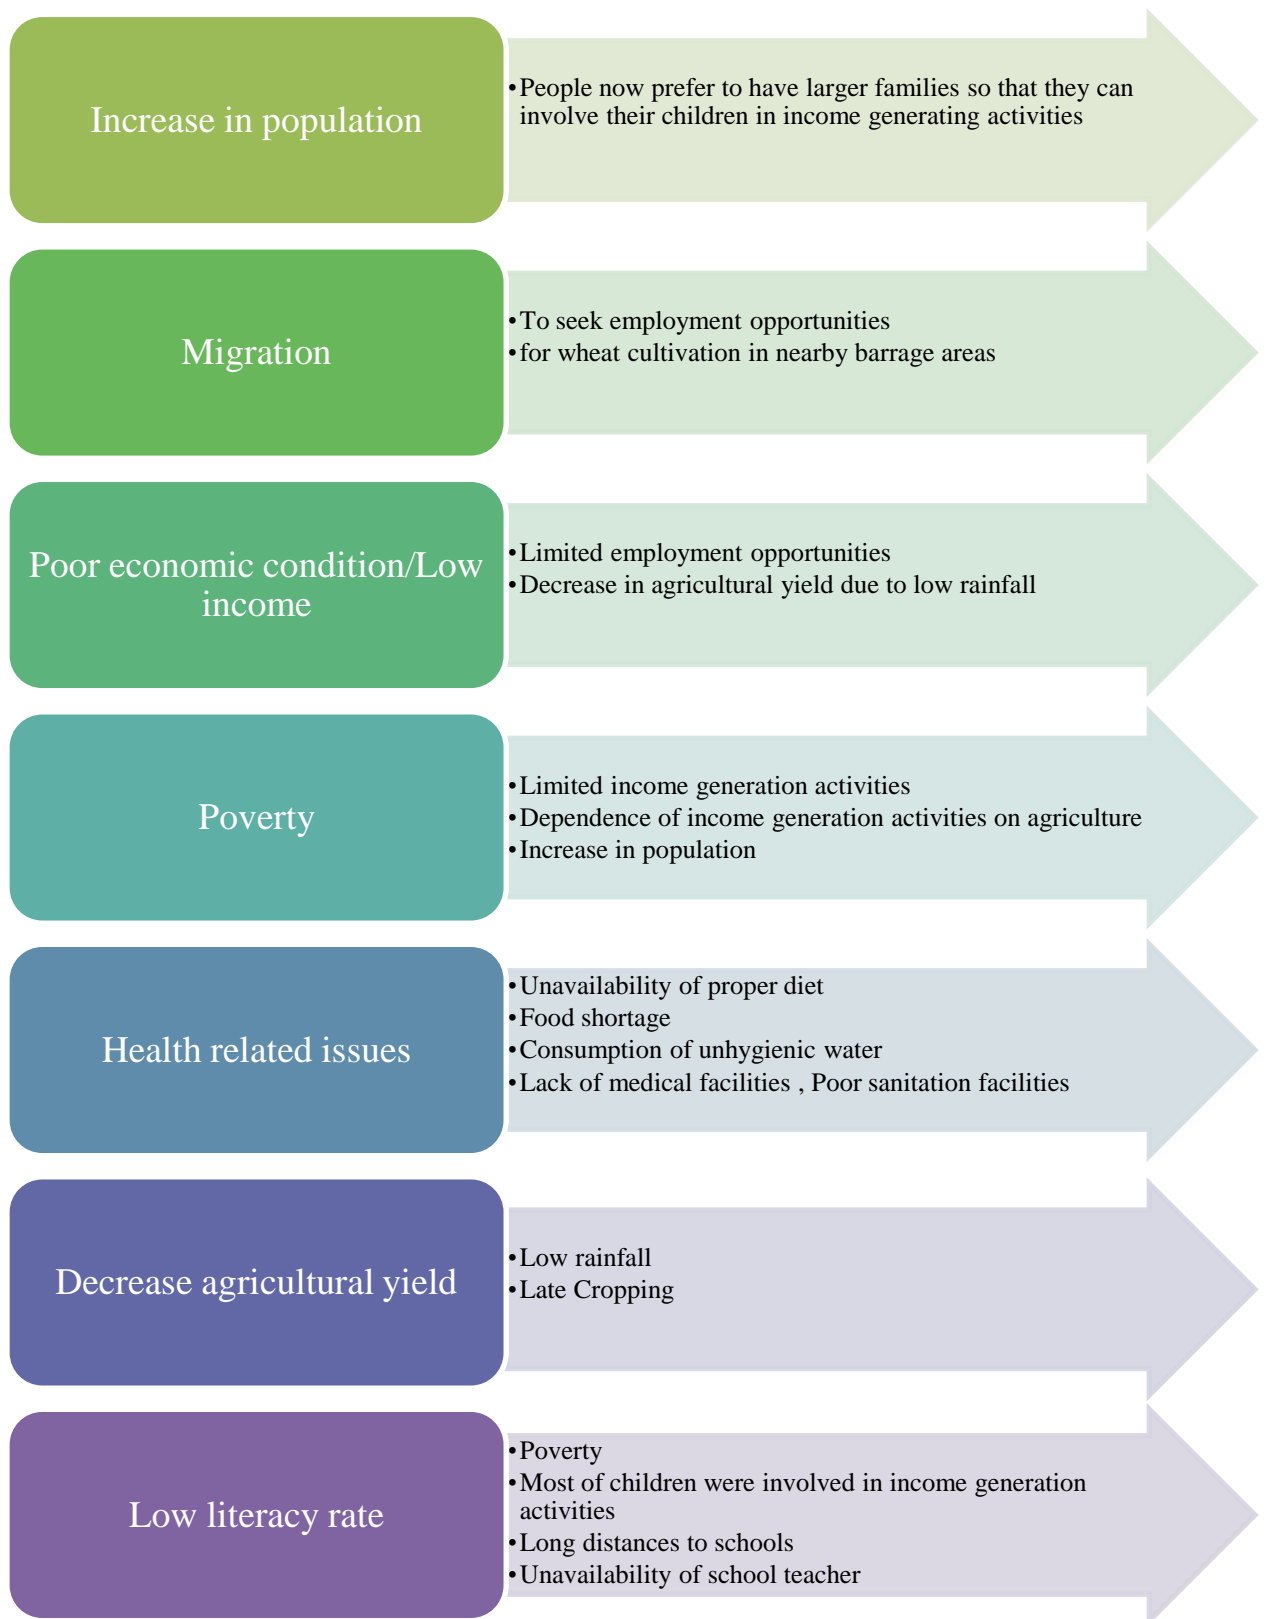 Increase in population
•People now prefer to have larger families so that they can
involve their children in income generating activities
Migration
•To seek employment opportunities
•for wheat cultivation in nearby barrage areas
Poor economic condition/Low
income
•Limited employment opportunities
•Decrease in agricultural yield due to low rainfall
Poverty
•Limited income generation activities
•Dependence of income generation activities on agriculture
•Increase in population
Health related issues
•Unavailability of proper diet
•Food shortage
•Consumption of unhygienic water
•Lack of medical facilities , Poor sanitation facilities
Decrease agricultural yield
•Low rainfall
•Late Cropping
Low literacy rate
•Poverty
•Most of children were involved in income generation
activities
•Long distances to schools
•Unavailability of school teacher